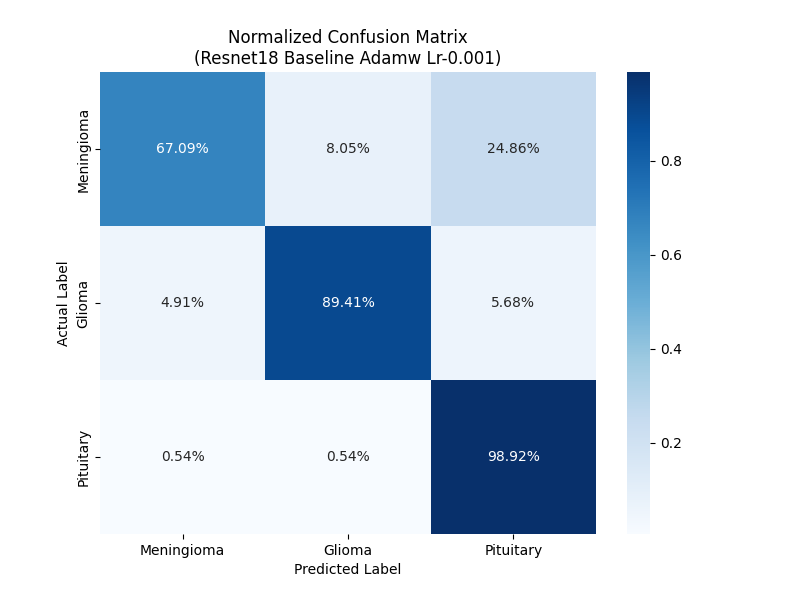 Normalized Confusion Matrix
(Resnet18 Baseline Adamw Lr-0.001)
Actual Label
Meningioma
67.09%
8.05%
24.86%
Glioma
4.91%
89.41%
5.68%
Pituitary
0.54%
0.54%
98.92%
Meningioma
Glioma
Pituitary
Predicted Label
0.8
0.6
0.4
0.2